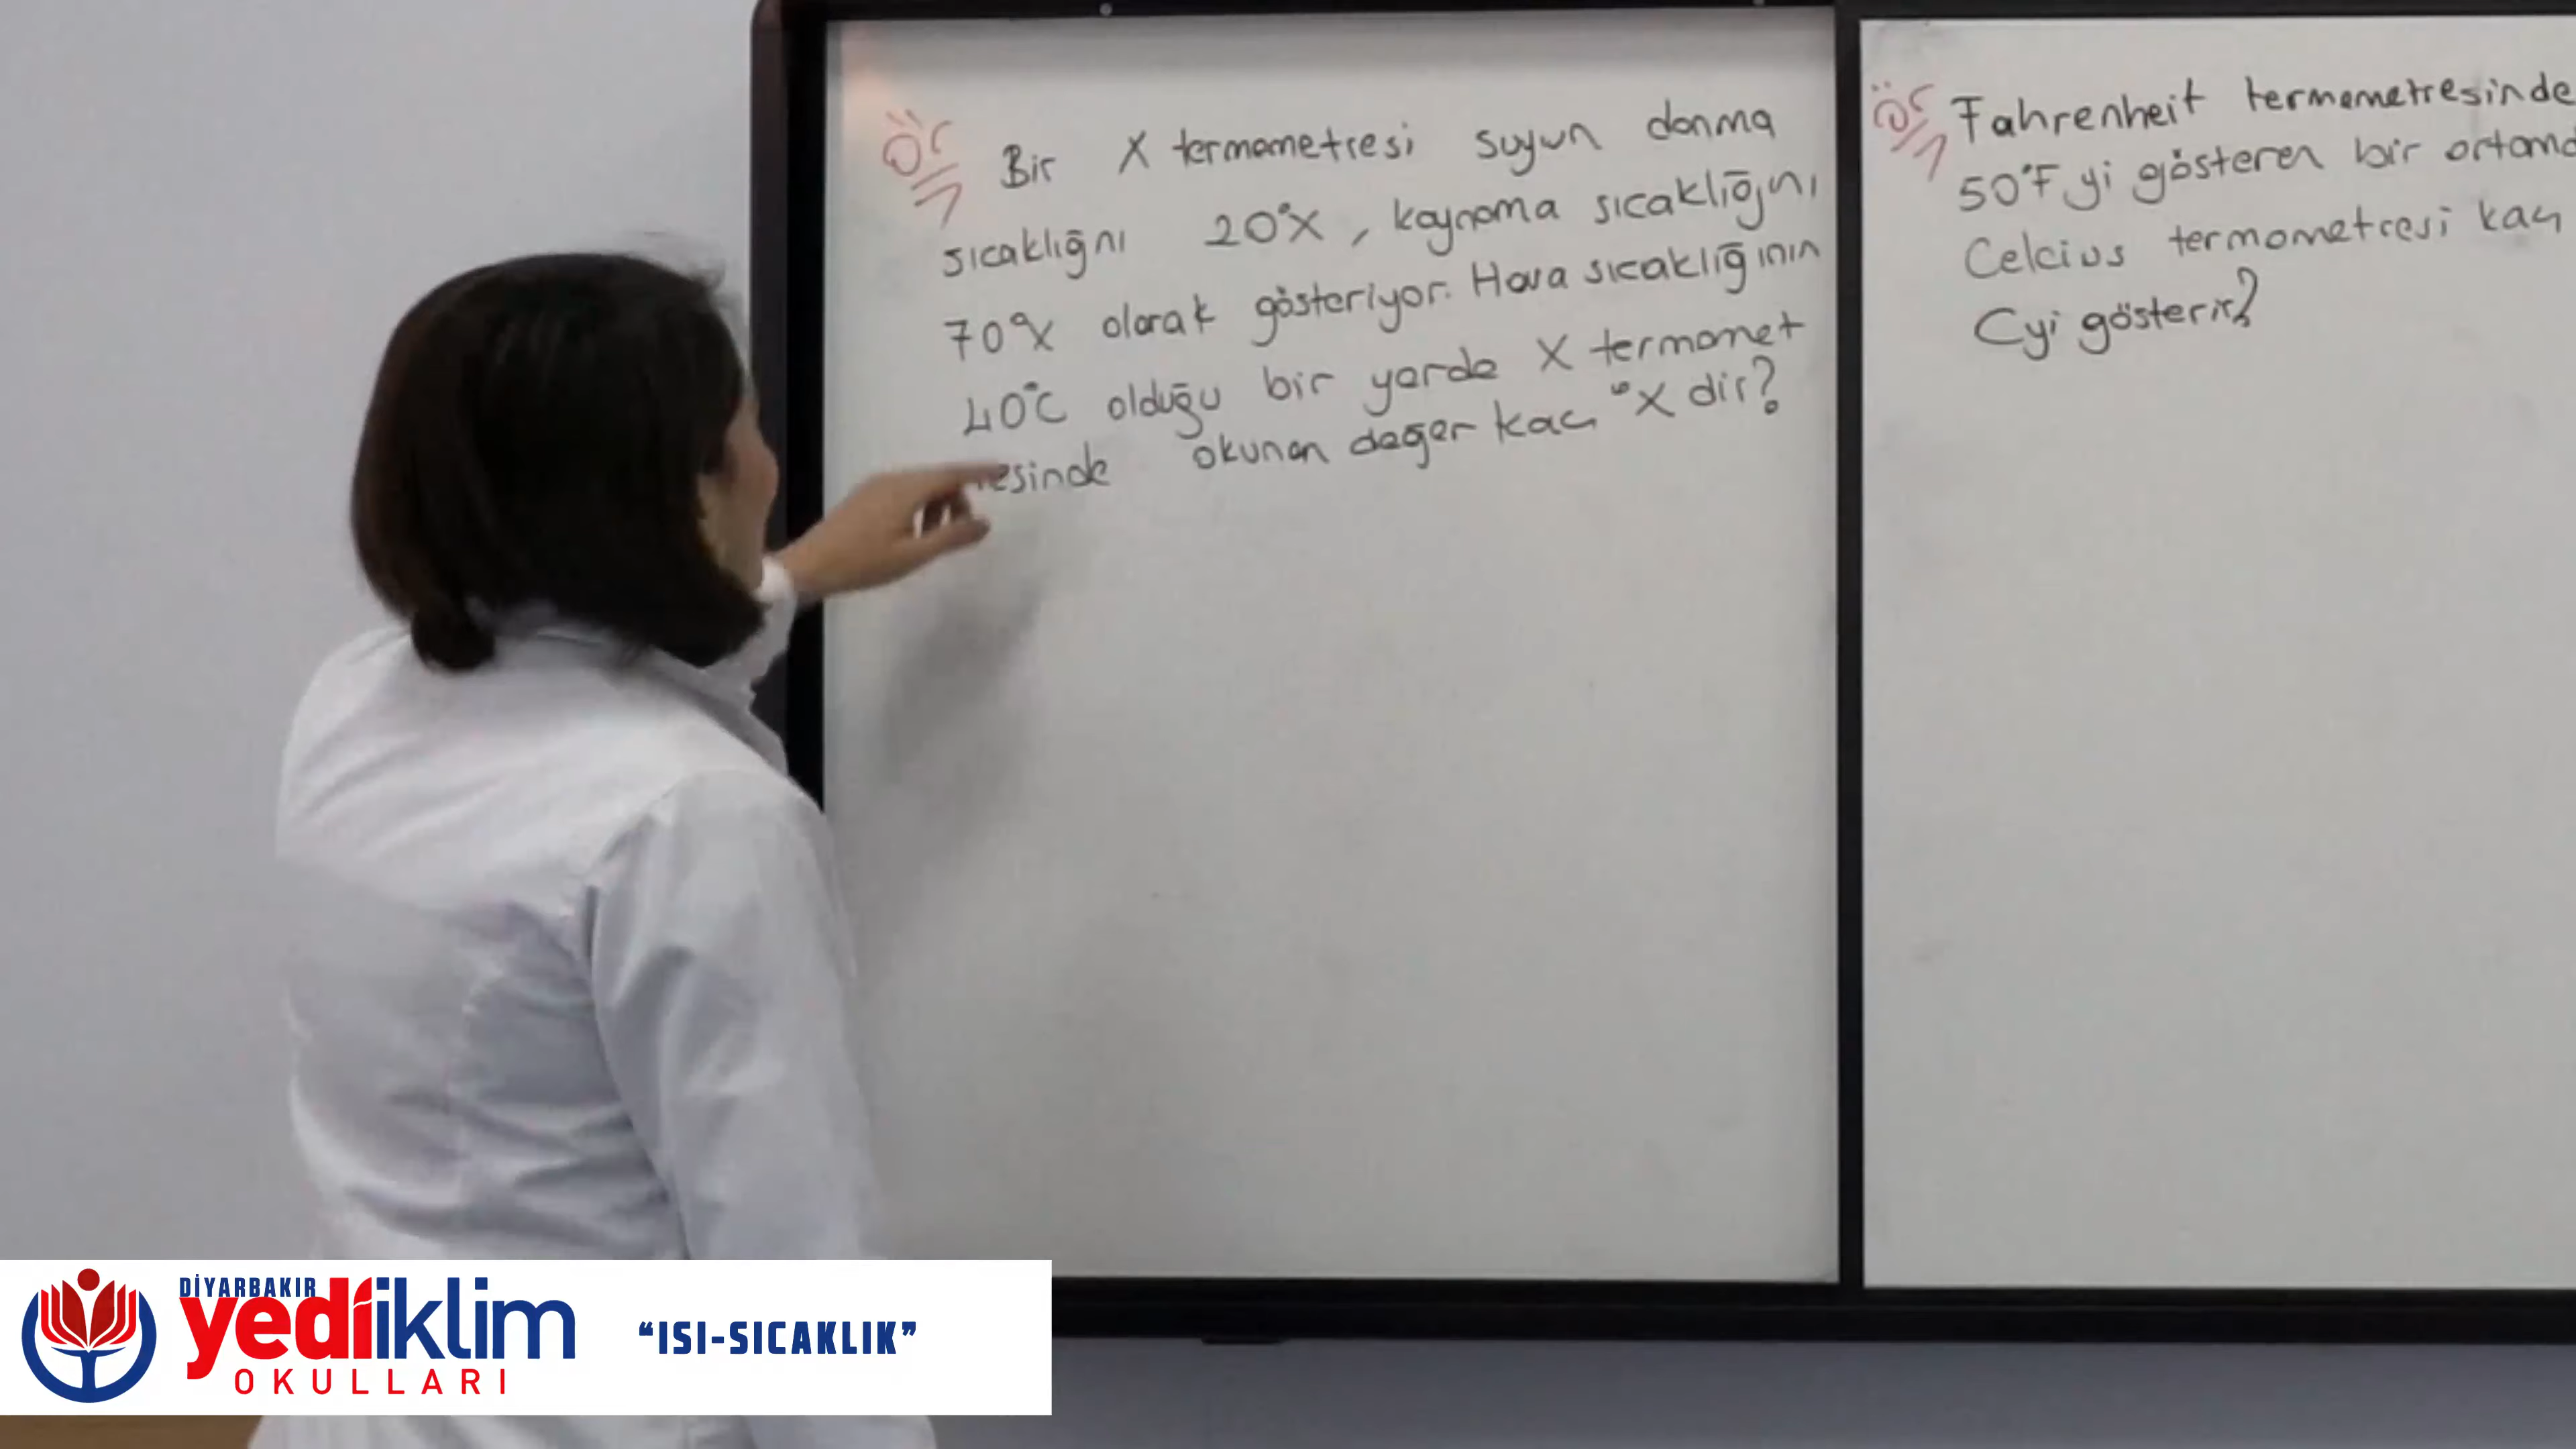 Ör Bir X termometresi suyun donma
sıcaklığnı 20°X, kaynama sıcaklığını
70°X olarak gösteriyor. Hava sıcaklığının
40°C olduğu bir yerde X termomet
resinde okunan değer kaç °X dir?
Ör Fahrenheit termometresinde
50°F yi gösteren bir ortamd
Celcius termometresi kaç
C yi gösterir?
DİYARBAKIR
yediiklim
OKULLARI
“ISI-SICAKLIK”